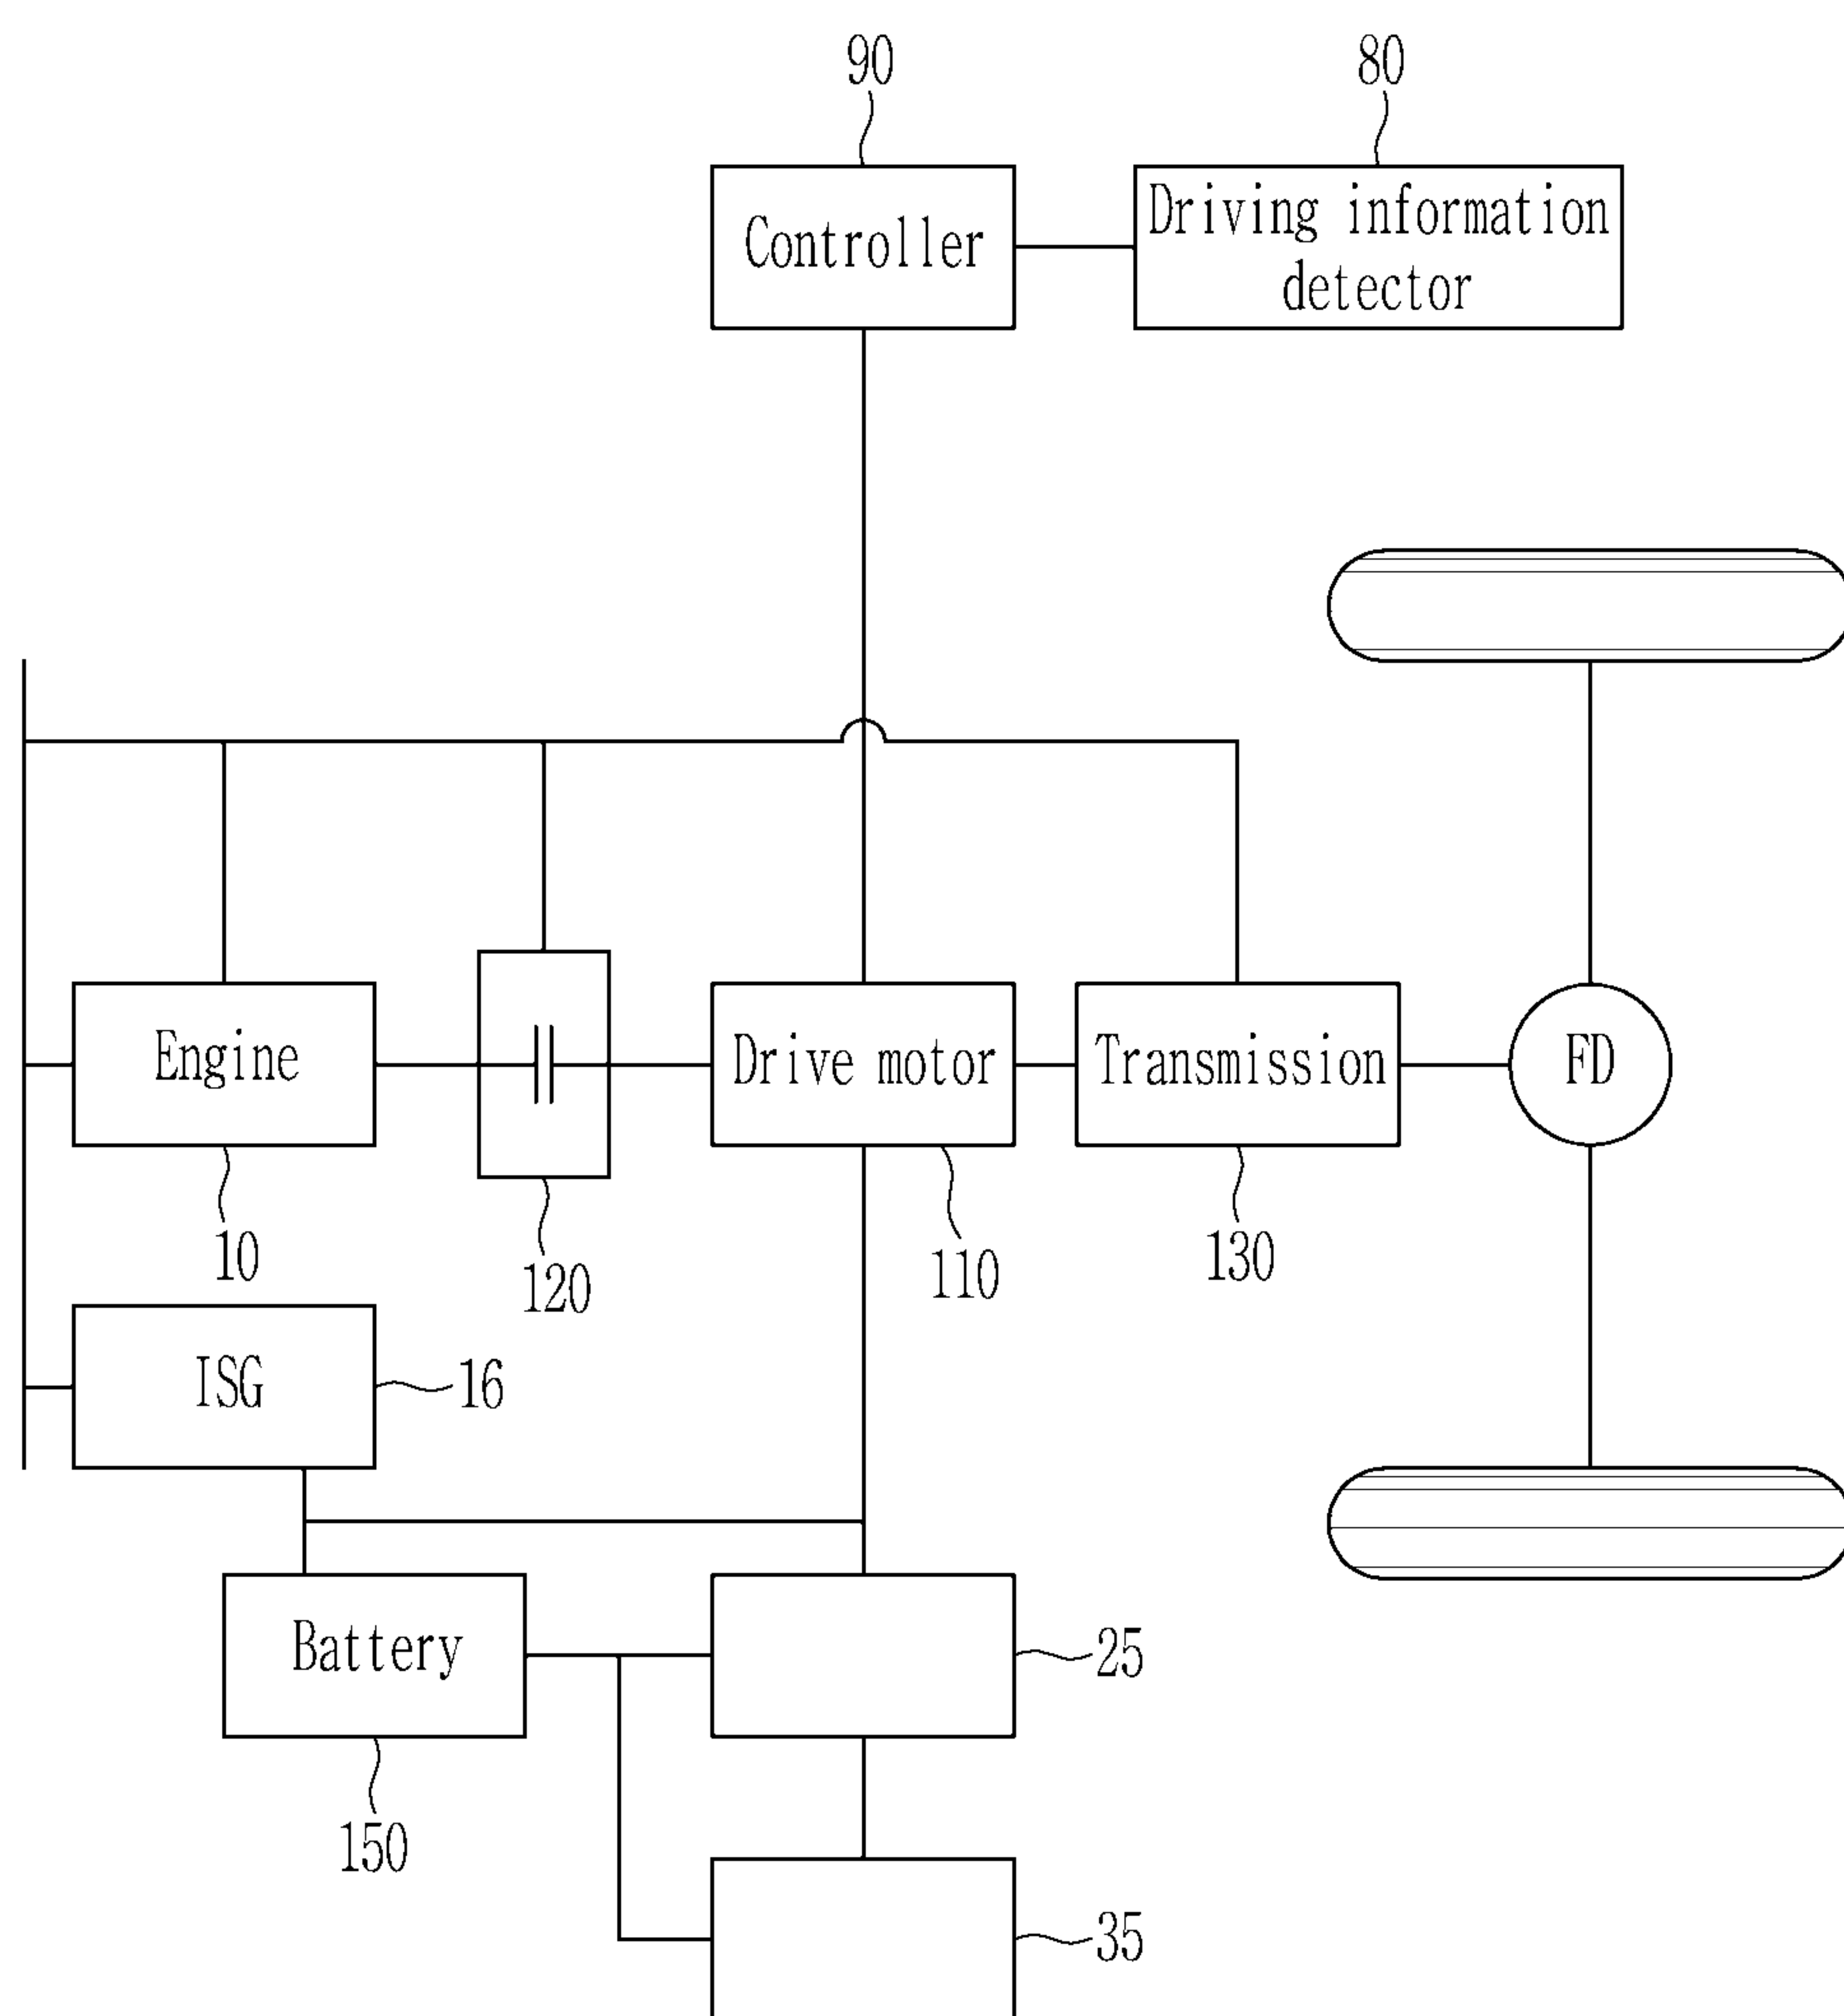 90
80
Controller
Driving information
detector
Engine
Drive motor
Transmission
FD
10
120
110
130
ISG
16
Battery
25
150
35